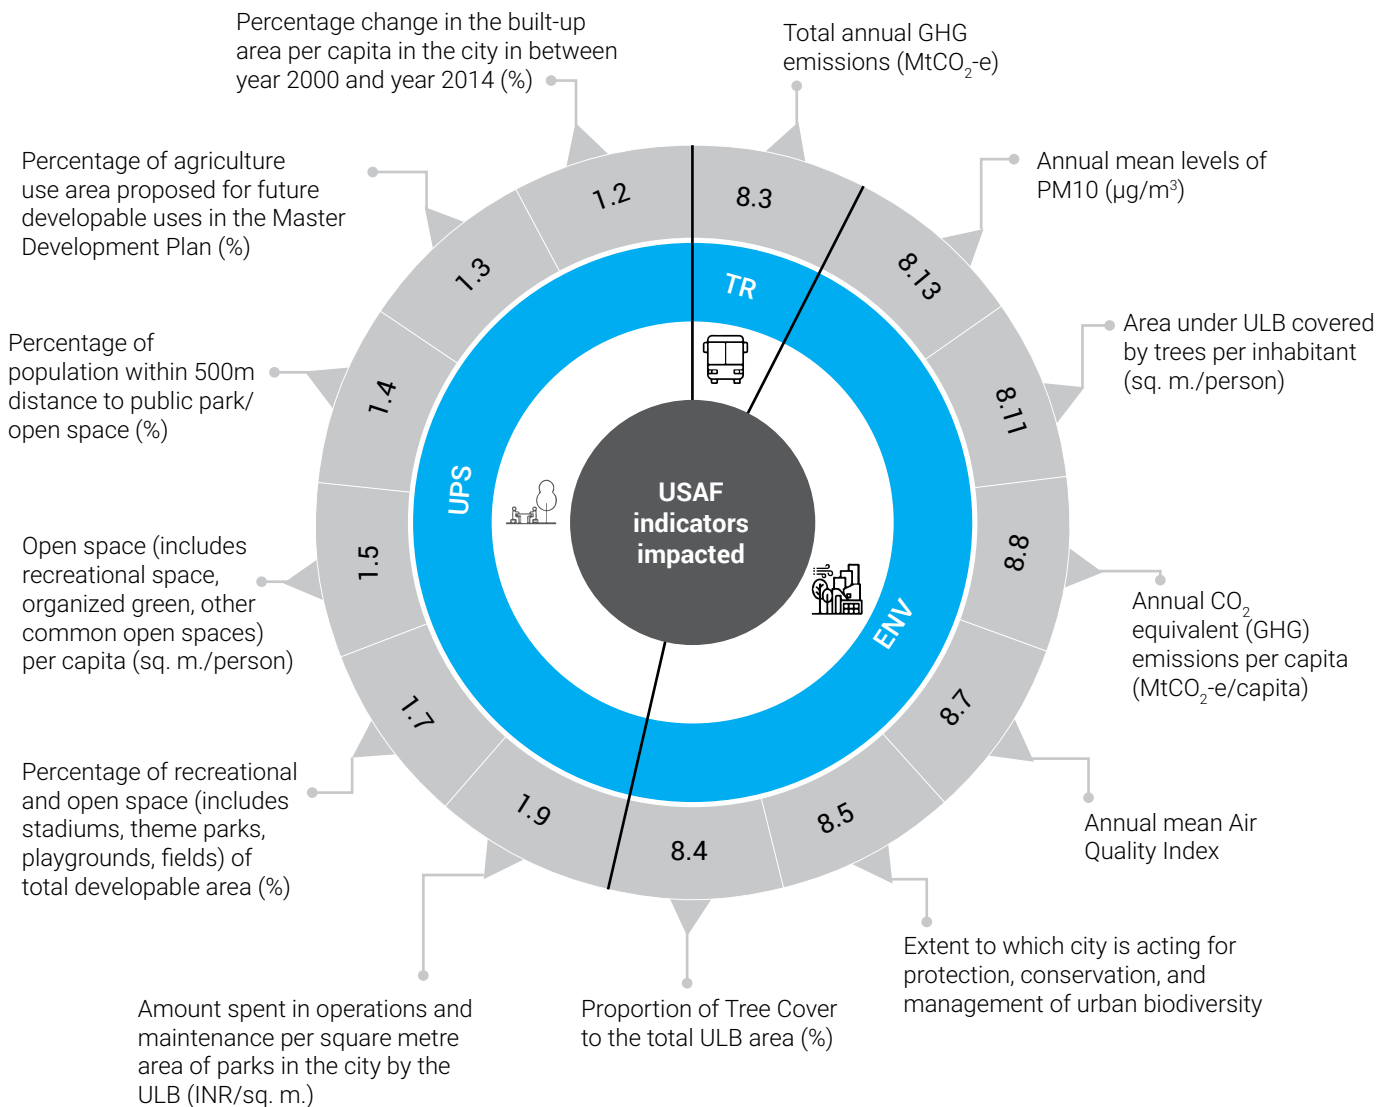 Percentage change in the built-up
area per capita in the city in between
year 2000 and year 2014 (%)
Total annual GHG
emissions (MtCO₂-e)
Percentage of agriculture
use area proposed for future
developable uses in the Master
Development Plan (%)
Annual mean levels of
PM10 (µg/m³)
Percentage of
population within 500m
distance to public park/
open space (%)
Area under ULB covered
by trees per inhabitant
(sq. m./person)
Open space (includes
recreational space,
organized green, other
common open spaces)
per capita (sq. m./person)
Annual CO₂
equivalent (GHG)
emissions per capita
(MtCO₂-e/capita)
Percentage of recreational
and open space (includes
stadiums, theme parks,
playgrounds, fields) of
total developable area (%)
Annual mean Air
Quality Index
Amount spent in operations and
maintenance per square metre
area of parks in the city by the
ULB (INR/sq. m.)
Proportion of Tree Cover
to the total ULB area (%)
Extent to which city is acting for
protection, conservation, and
management of urban biodiversity
1.2
8.3
1.3
8.13
1.4
8.11
1.5
8.8
1.7
8.7
1.9
8.4
8.5
TR
UPS
ENV
USAF
indicators
impacted